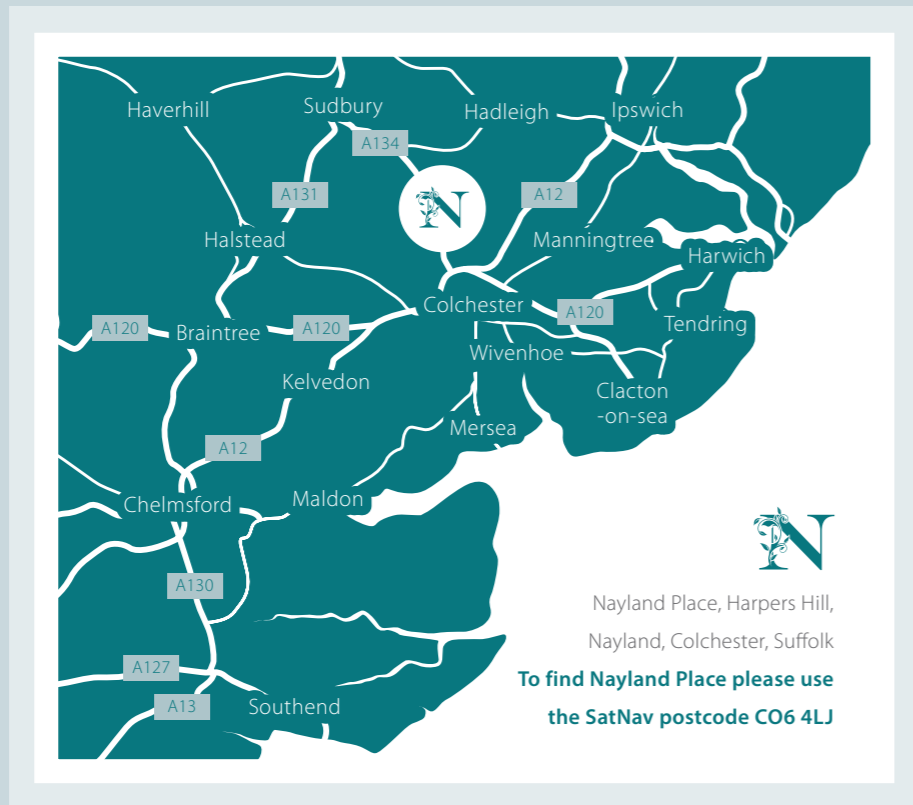 Haverhill
Sudbury
Hadleigh
Ipswich
A134
A131
N
A12
Halstead
Manningtree
Harwich
Colchester
A120
A120
Braintree
A120
Tendring
Wivenhoe
Kelvedon
Clacton
-on-sea
Mersea
A12
Chelmsford
Maldon
N
A130
Nayland Place, Harpers Hill,
Nayland, Colchester, Suffolk
A127
To find Nayland Place please use
the SatNav postcode CO6 4LJ
A13
Southend